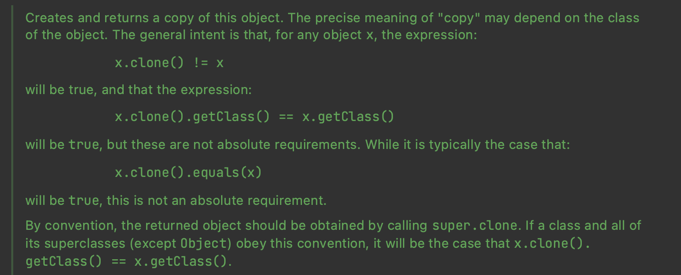 Creates and returns a copy of this object. The precise meaning of "copy" may depend on the class
of the object. The general intent is that, for any object x, the expression:
x.clone() != x
will be true, and that the expression:
x.clone().getClass() == x.getClass()
will be true, but these are not absolute requirements. While it is typically the case that:
x.clone().equals(x)
will be true, this is not an absolute requirement.
By convention, the returned object should be obtained by calling super.clone. If a class and all of
its superclasses (except Object) obey this convention, it will be the case that x.clone().
getClass() == x.getClass().